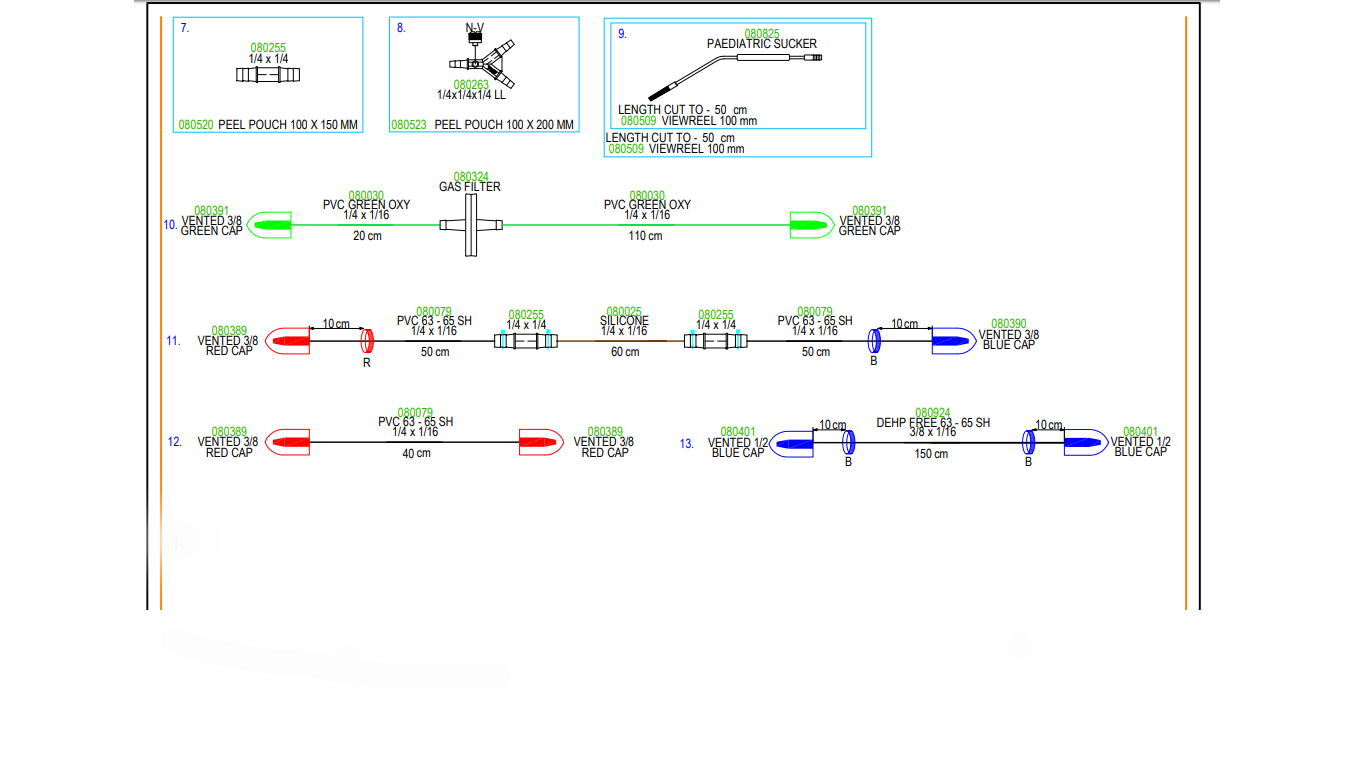 7.
080255
1/4 x 1/4
080520 PEEL POUCH 100 X 150 MM
8.
N-V
080263
1/4x1/4x1/4 LL
080523 PEEL POUCH 100 X 200 MM
9.
080825
PAEDIATRIC SUCKER
LENGTH CUT TO - 50 cm
080509 VIEWREEL 100 mm
LENGTH CUT TO - 50 cm
080509 VIEWREEL 100 mm
10.
080391
VENTED 3/8
GREEN CAP
080030
PVC GREEN OXY
1/4 x 1/16
20 cm
080324
GAS FILTER
080030
PVC GREEN OXY
1/4 x 1/16
110 cm
080391
VENTED 3/8
GREEN CAP
11.
080389
VENTED 3/8
RED CAP
10 cm
R
080079
PVC 63 - 65 SH
1/4 x 1/16
50 cm
080255
1/4 x 1/4
080025
SILICONE
1/4 x 1/16
60 cm
080255
1/4 x 1/4
080079
PVC 63 - 65 SH
1/4 x 1/16
50 cm
B
10 cm
080390
VENTED 3/8
BLUE CAP
12.
080389
VENTED 3/8
RED CAP
080079
PVC 63 - 65 SH
1/4 x 1/16
40 cm
080389
VENTED 3/8
RED CAP
13.
080401
VENTED 1/2
BLUE CAP
10 cm
B
080924
DEHP FREE 63 - 65 SH
3/8 x 1/16
150 cm
10 cm
B
080401
VENTED 1/2
BLUE CAP